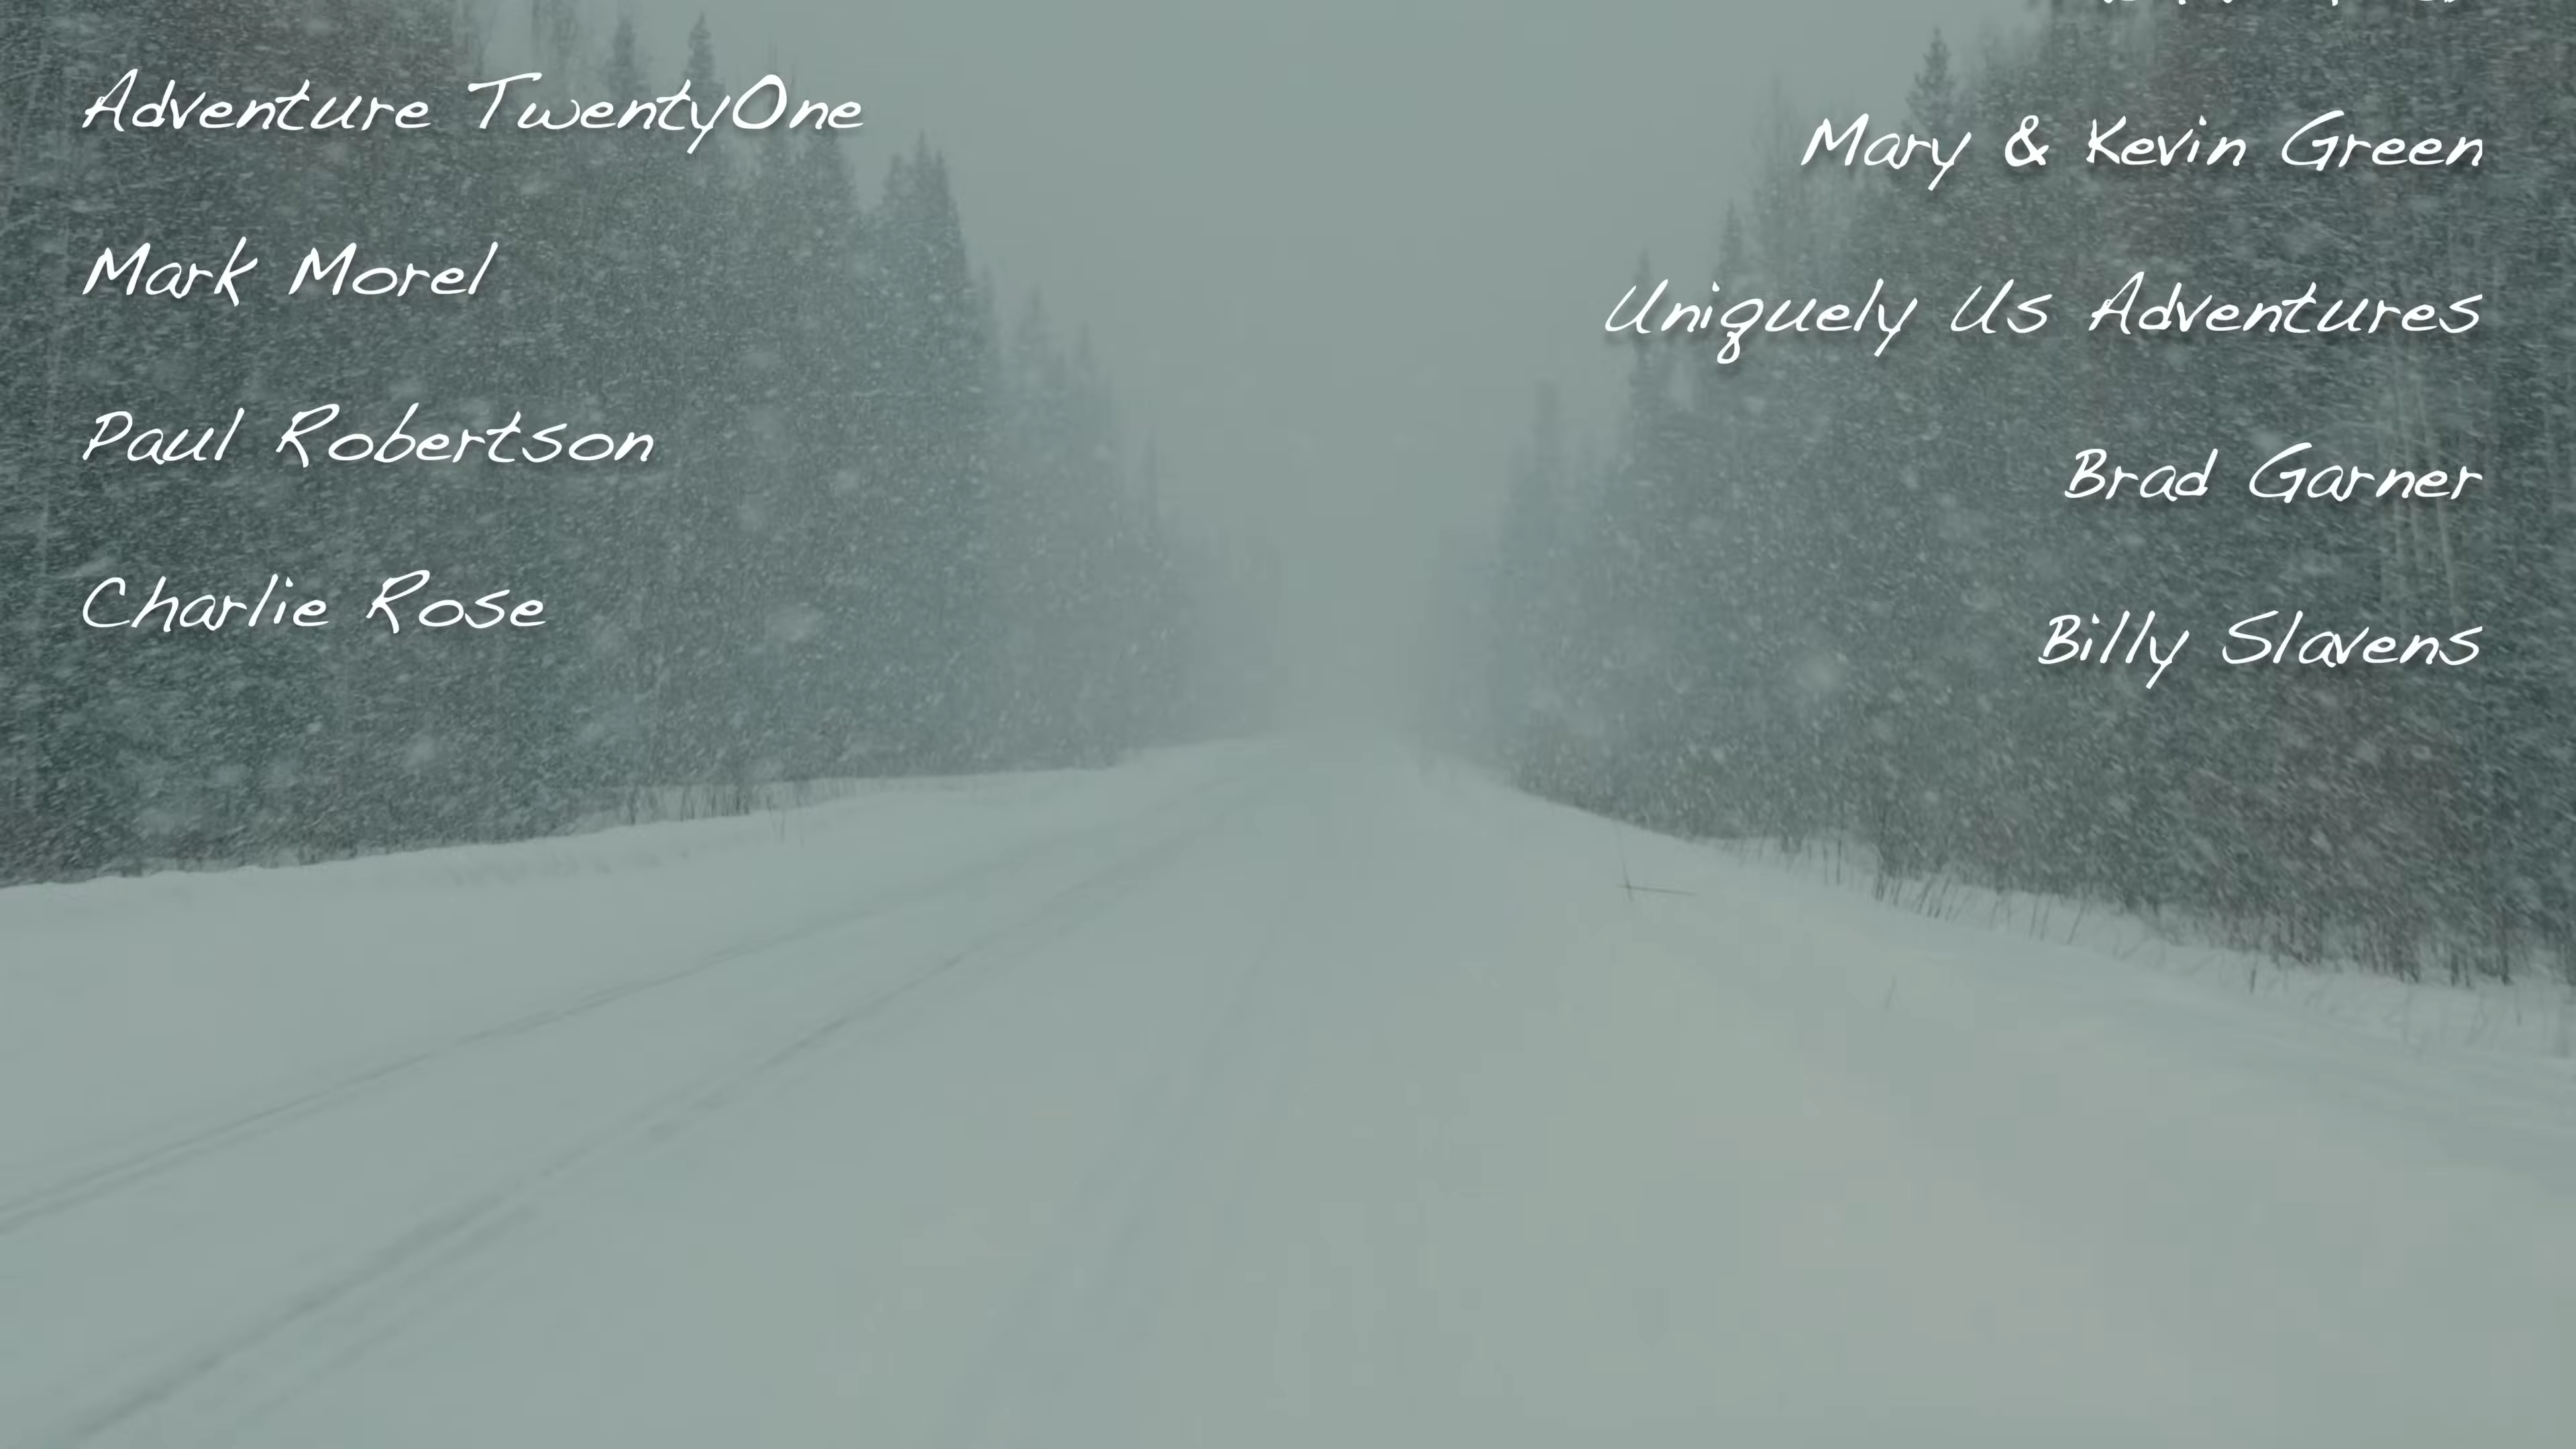 Adventure TwentyOne
Mark Morel
Paul Robertson
Charlie Rose
Mary & Kevin Green
Uniquely Us Adventures
Brad Garner
Billy Slavens